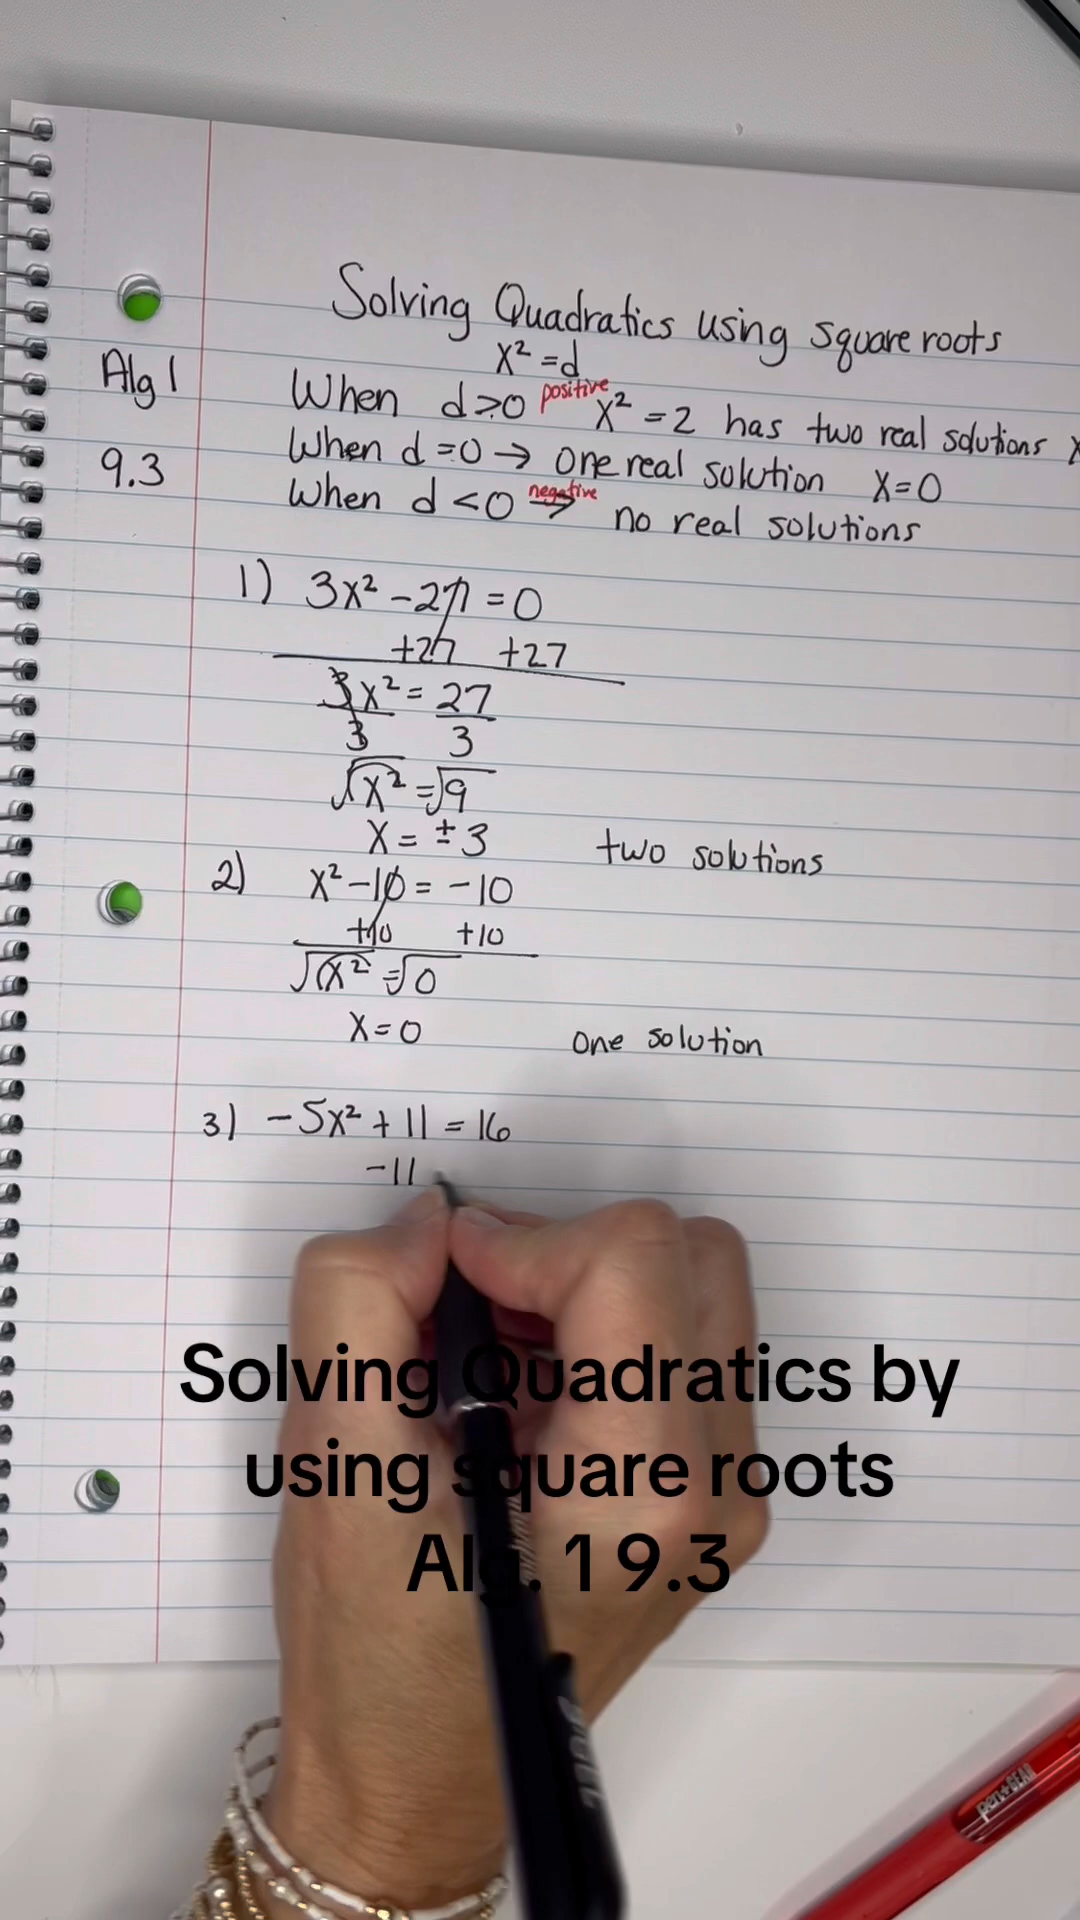 Solving Quadratics using square roots
x² = d
Alg 1
When d > 0 positive x² = 2 has two real solutions x
9.3
When d = 0 → one real solution x = 0
When d < 0 negative → no real solutions
1) 3x² - 27 = 0
+27 +27
3x² = 27
3 3
√x² = √9
x = ± 3 two solutions
2) x² - 10 = -10
+10 +10
√x² = √0
x = 0 one solution
3) -5x² + 11 = 16
-11
Solving Quadratics by
using square roots
Alg. 1 9.3
pen+GEAR